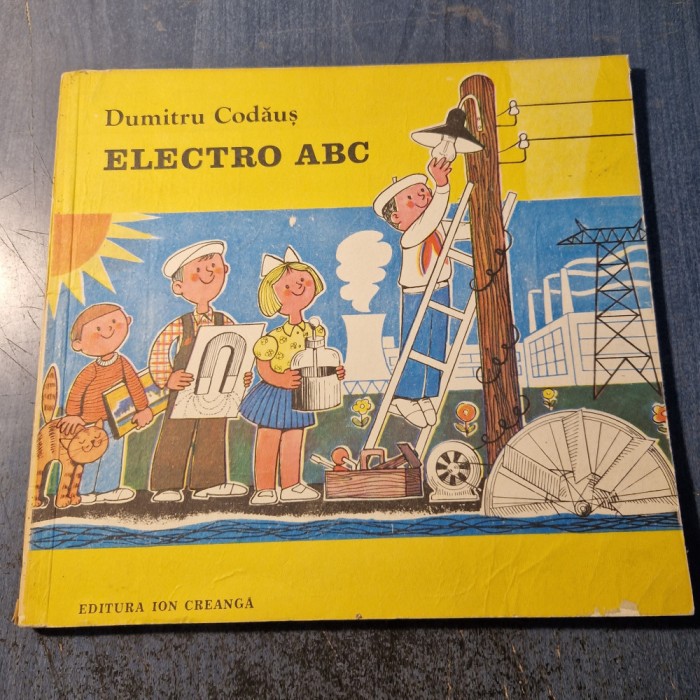 Dumitru Codăuș
ELECTRO ABC
EDITURA ION CREANGĂ